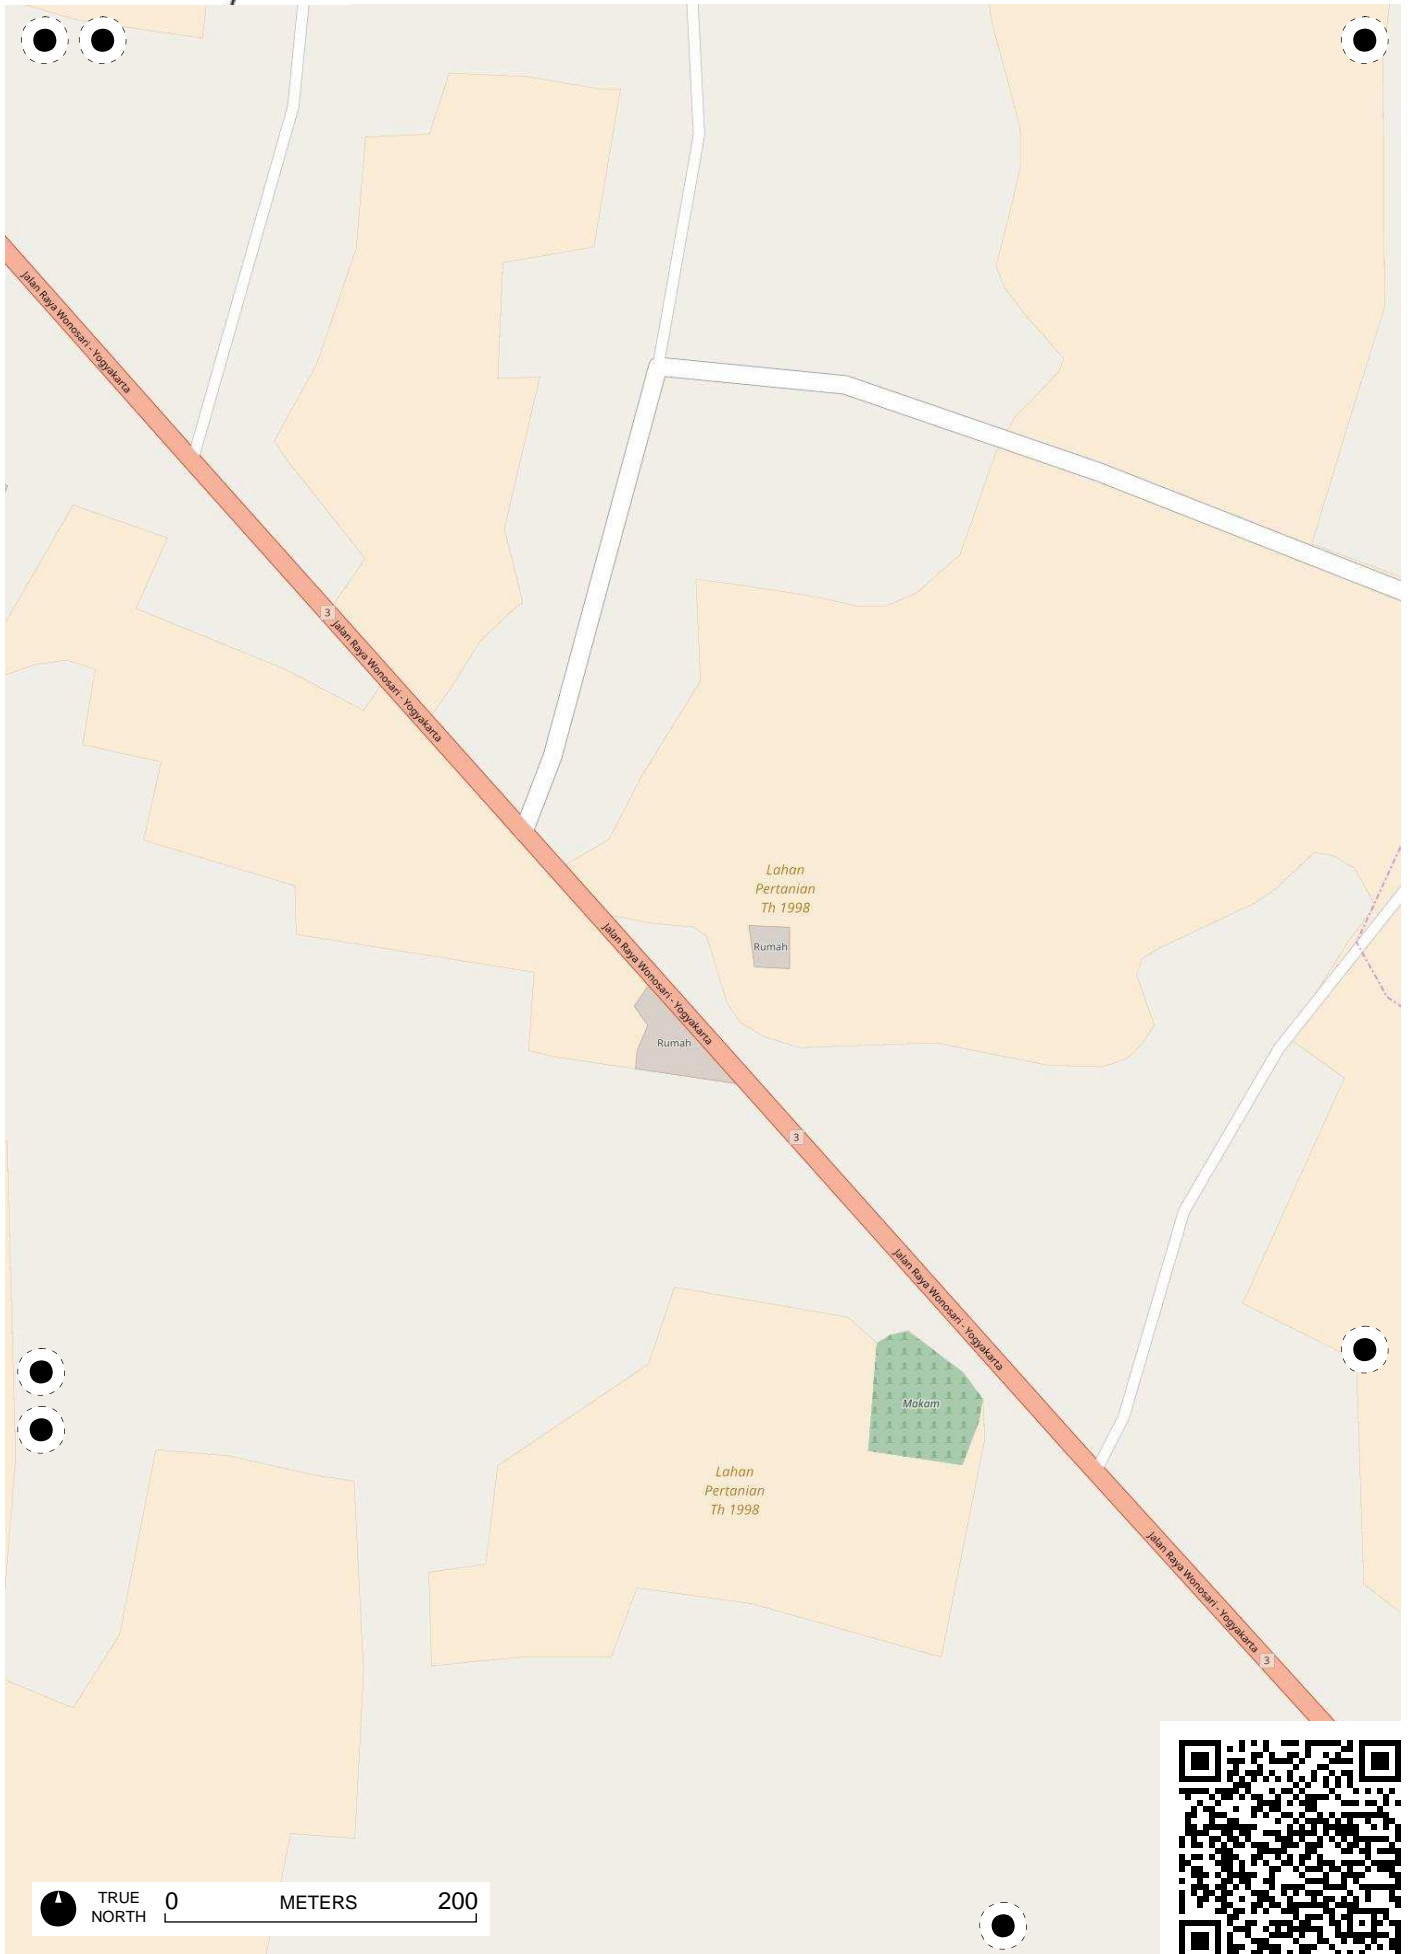 Jalan Raya Wonosari - Yogyakarta
3
Jalan Raya Wonosari - Yogyakarta
Lahan
Pertanian
Th 1998
Rumah
Jalan Raya Wonosari - Yogyakarta
Rumah
3
Jalan Raya Wonosari - Yogyakarta
Makam
Lahan
Pertanian
Th 1998
Jalan Raya Wonosari - Yogyakarta
3
TRUE
NORTH
0 METERS 200